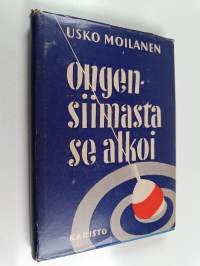 USKO MOILANEN
ongen-
siimasta
se alkoi
KARISTO